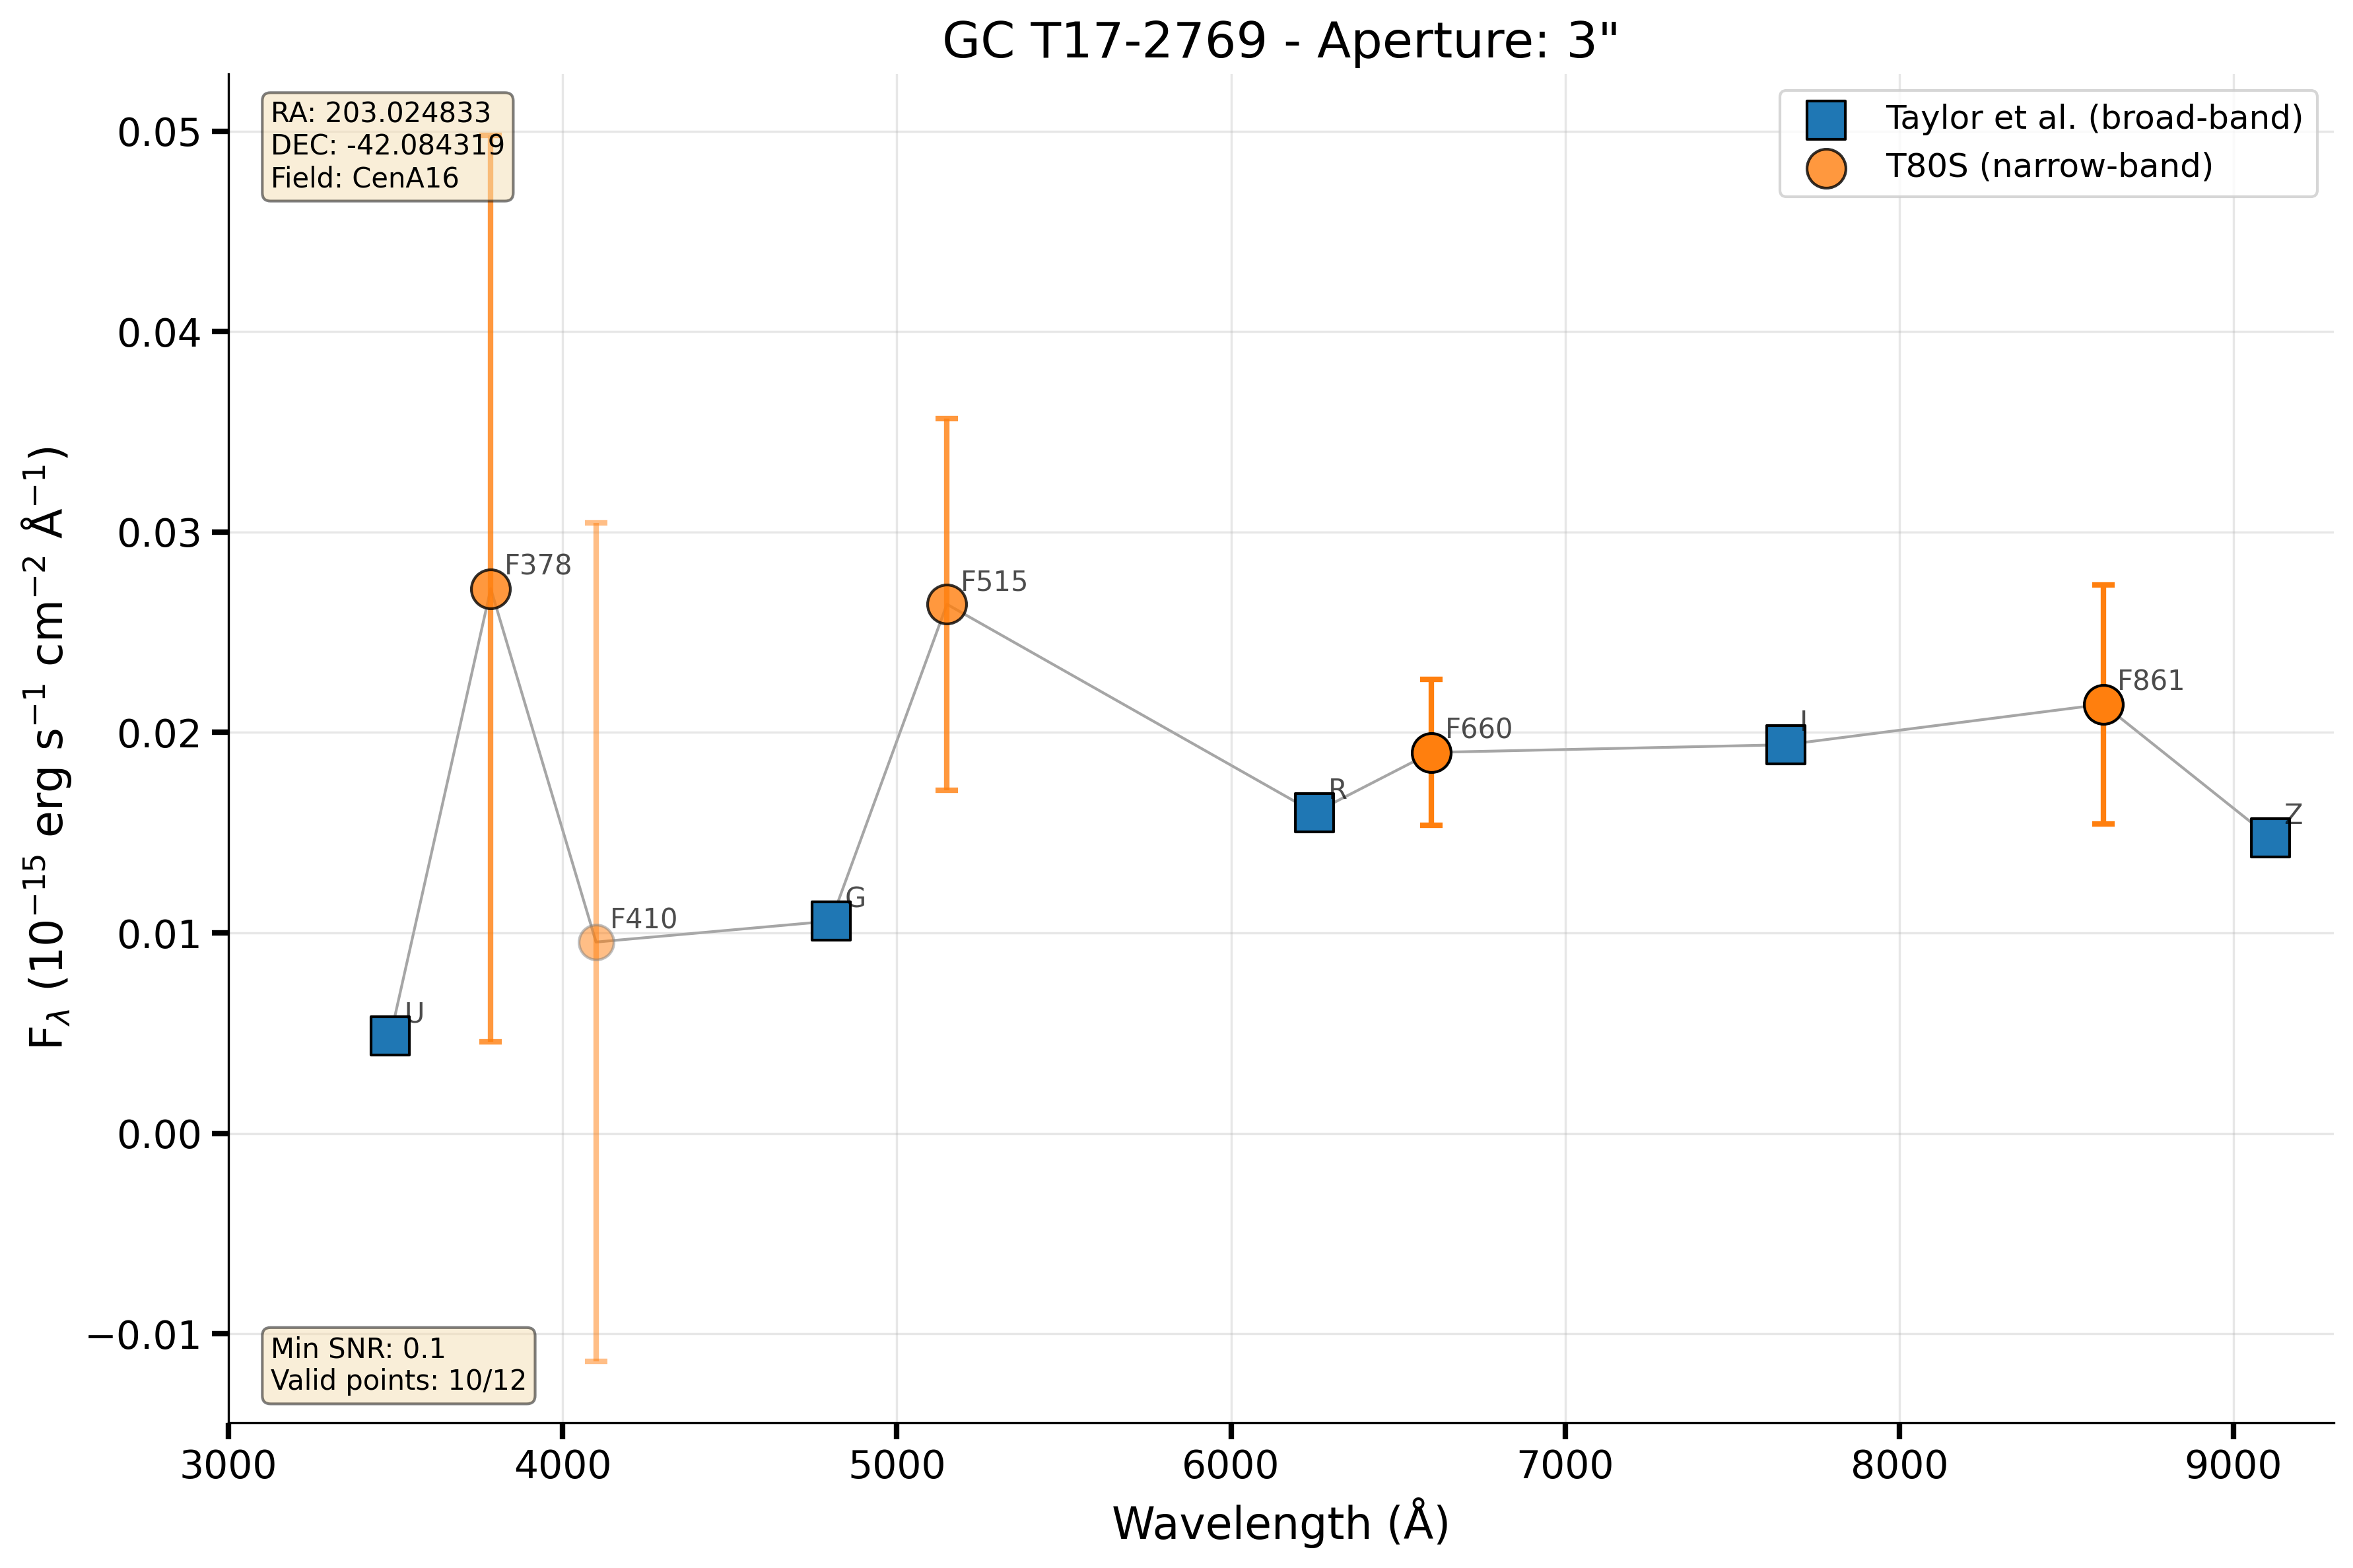 GC T17-2769 - Aperture: 3"
RA: 203.024833
DEC: -42.084319
Field: CenA16
Taylor et al. (broad-band)
T80S (narrow-band)
0.05
0.04
0.03
0.02
0.01
0.00
−0.01
F_λ (10⁻¹⁵ erg s⁻¹ cm⁻² Å⁻¹)
F378
F515
F861
I
F660
R
Z
F410
G
U
Min SNR: 0.1
Valid points: 10/12
3000 4000 5000 6000 7000 8000 9000
Wavelength (Å)